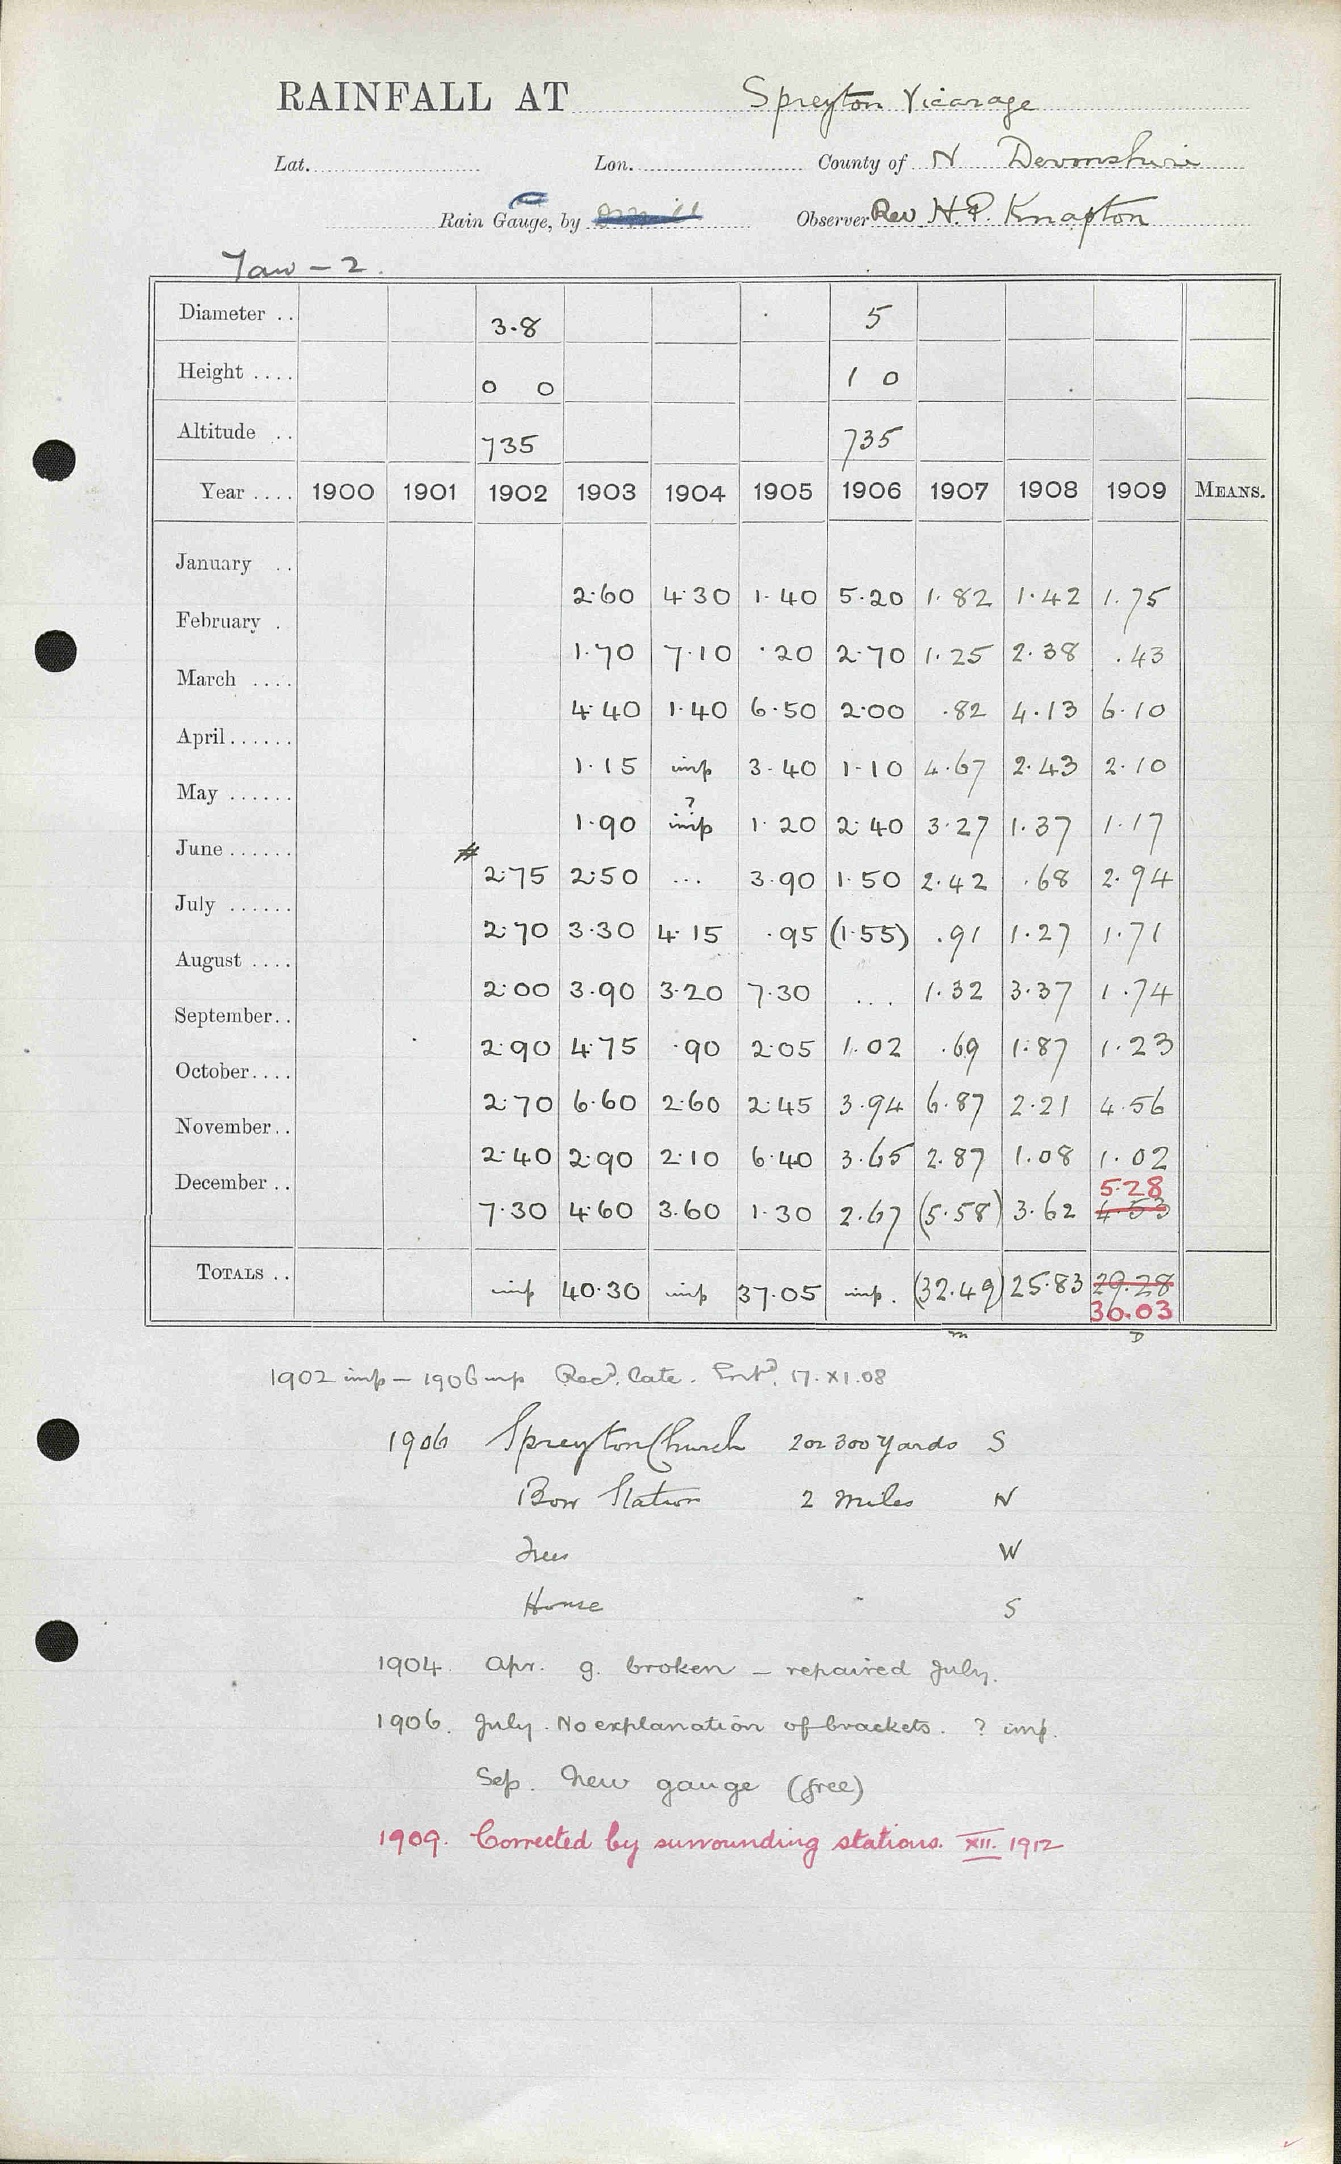 RAINFALL AT Spreyton Vicarage
Lat. Lon. County of N Devonshire
Rain Gauge, by Observer Rev H. P. Knapton
Taw - 2.
Diameter .. 3.8 5
Height .... 0 0 1 0
Altitude .. 735 735
Year .... 1900 1901 1902 1903 1904 1905 1906 1907 1908 1909 MEANS.
January .. 2.60 4.30 1.40 5.20 1.82 1.42 1.75
February . 1.70 7.10 .20 2.70 1.25 2.38 .43
March .... 4.40 1.40 6.50 2.00 .82 4.13 6.10
April ...... 1.15 imp 3.40 1.10 4.67 2.43 2.10
May ...... 1.90 ? imp 1.20 2.40 3.27 1.37 1.17
June ...... # 2.75 2.50 ... 3.90 1.50 2.42 .68 2.94
July ...... 2.70 3.30 4.15 .95 (1.55) .91 1.27 1.71
August .... 2.00 3.90 3.20 7.30 ... 1.32 3.37 1.74
September.. 2.90 4.75 .90 2.05 1.02 .69 1.87 1.23
October.... 2.70 6.60 2.60 2.45 3.94 6.87 2.21 4.56
November.. 2.40 2.90 2.10 6.40 3.65 2.87 1.08 1.02
5.28
December .. 7.30 4.60 3.60 1.30 2.67 (5.58) 3.62 4.53
TOTALS .. imp 40.30 imp 37.05 imp. (32.49) 25.83 29.28
30.03
m D
1902 imp - 1906 imp Recd. late. Entd. 17.XI.08
1906 Spreyton Church 2 or 300 Yards S
Bow Station 2 Miles N
Trees W
House S
1904. Apr. g. broken - repaired July.
1906. July. No explanation of brackets. ? imp.
Sep. New gauge (free)
1909. Corrected by surrounding stations. XII. 1912